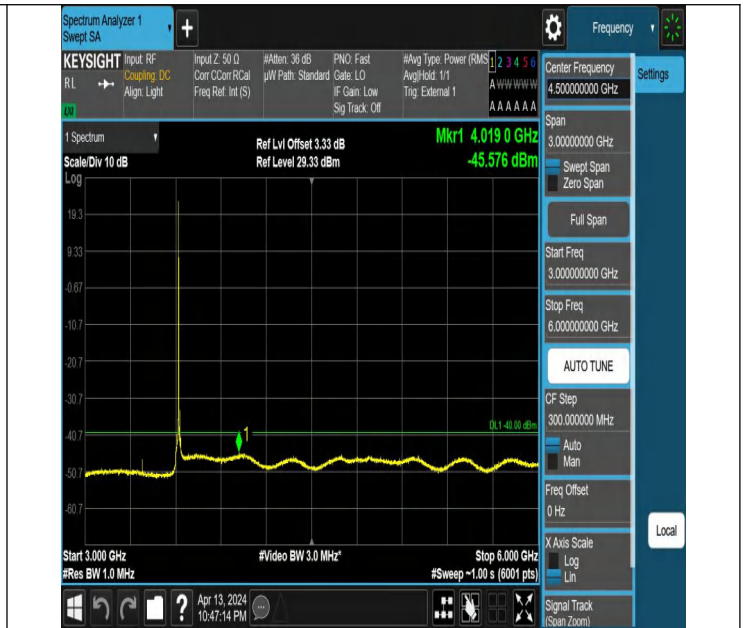 Spectrum Analyzer 1
Swept SA
+
Frequency
KEYSIGHT
RL
Input: RF
Coupling: DC
Align: Light
Input Z: 50 Ω
Corr CCorr RCal
Freq Ref: Int (S)
#Atten: 36 dB
µW Path: Standard
PNO: Fast
Gate: LO
IF Gain: Low
Sig Track: Off
#Avg Type: Power (RMS
Avg|Hold: 1/1
Trig: External 1
1 2 3 4 5 6
A W W W W W
A A A A A A
1 Spectrum
Scale/Div 10 dB
Log
Ref Lvl Offset 3.33 dB
Ref Level 29.33 dBm
Mkr1 4.019 0 GHz
-45.576 dBm
19.3
9.33
-0.67
-10.7
-20.7
-30.7
-40.7
-50.7
-60.7
DL1 -40.00 dBm
1
Start 3.000 GHz
#Res BW 1.0 MHz
#Video BW 3.0 MHz*
Stop 6.000 GHz
#Sweep ~1.00 s (6001 pts)
?
Apr 13, 2024
10:47:14 PM
Center Frequency
4.50000000 GHz
Settings
Span
3.00000000 GHz
Swept Span
Zero Span
Full Span
Start Freq
3.000000000 GHz
Stop Freq
6.000000000 GHz
AUTO TUNE
CF Step
300.000000 MHz
Auto
Man
Freq Offset
0 Hz
Local
X Axis Scale
Log
Lin
Signal Track
(Span Zoom)